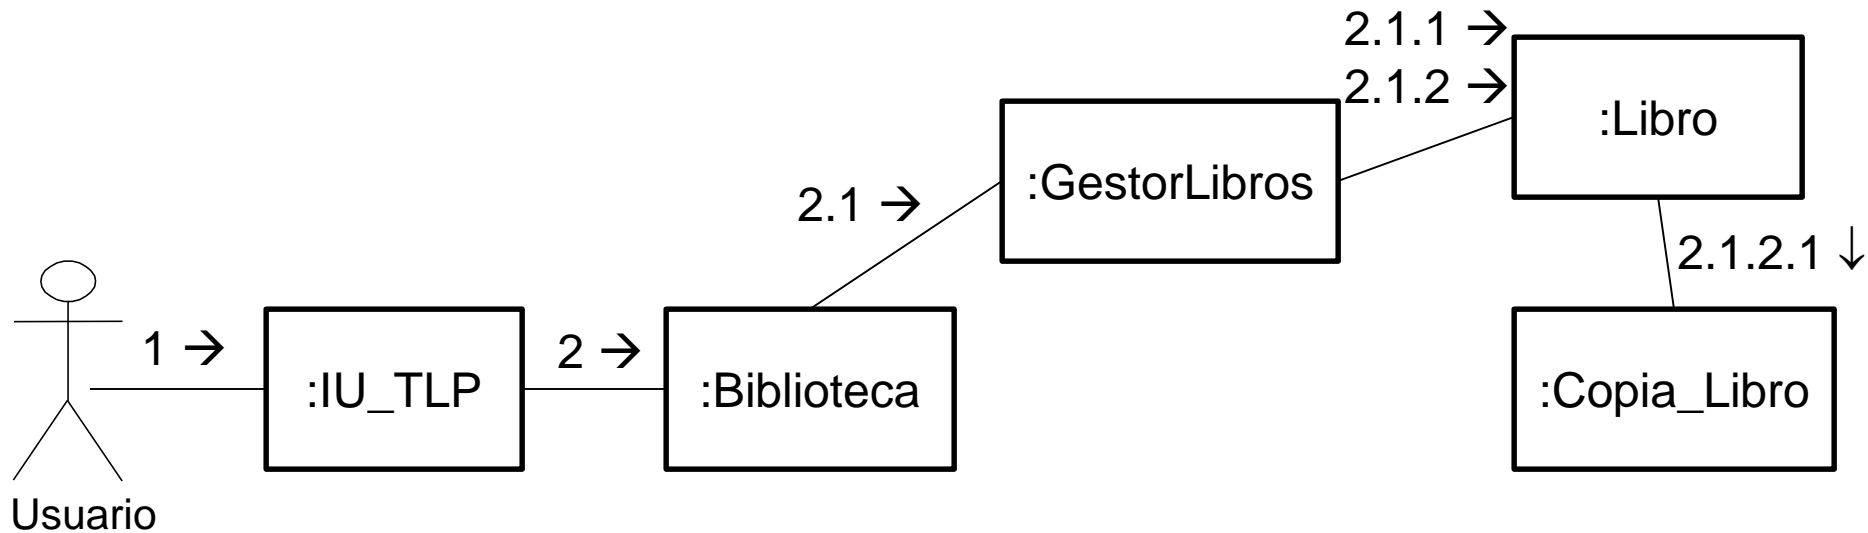 2.1.1 →
2.1.2 →
:Libro
:GestorLibros
2.1 →
2.1.2.1 ↓
1 →
:IU_TLP
2 →
:Biblioteca
:Copia_Libro
Usuario